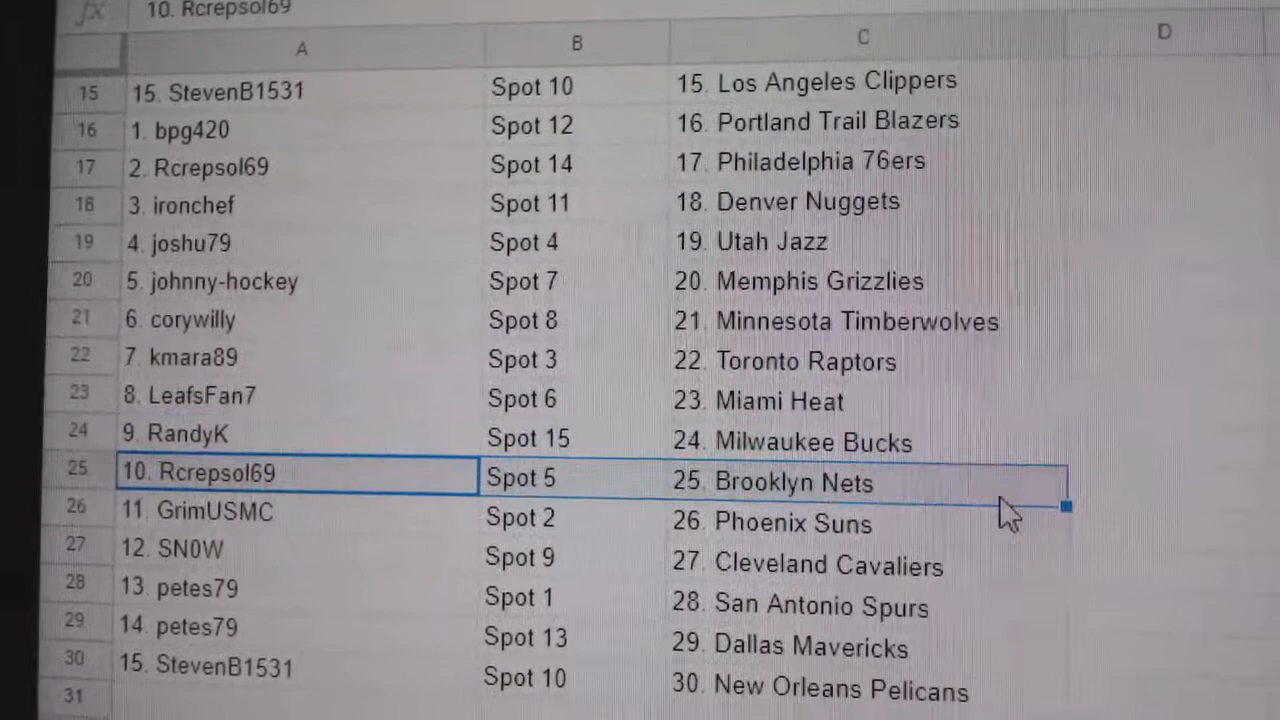 fx 10. Rcrepsol69
A B C D
15 15. StevenB1531 Spot 10 15. Los Angeles Clippers
16 1. bpg420 Spot 12 16. Portland Trail Blazers
17 2. Rcrepsol69 Spot 14 17. Philadelphia 76ers
18 3. ironchef Spot 11 18. Denver Nuggets
19 4. joshu79 Spot 4 19. Utah Jazz
20 5. johnny-hockey Spot 7 20. Memphis Grizzlies
21 6. corywilly Spot 8 21. Minnesota Timberwolves
22 7. kmara89 Spot 3 22. Toronto Raptors
23 8. LeafsFan7 Spot 6 23. Miami Heat
24 9. RandyK Spot 15 24. Milwaukee Bucks
25 10. Rcrepsol69 Spot 5 25. Brooklyn Nets
26 11. GrimUSMC Spot 2 26. Phoenix Suns
27 12. SN0W Spot 9 27. Cleveland Cavaliers
28 13. petes79 Spot 1 28. San Antonio Spurs
29 14. petes79 Spot 13 29. Dallas Mavericks
30 15. StevenB1531 Spot 10 30. New Orleans Pelicans
31